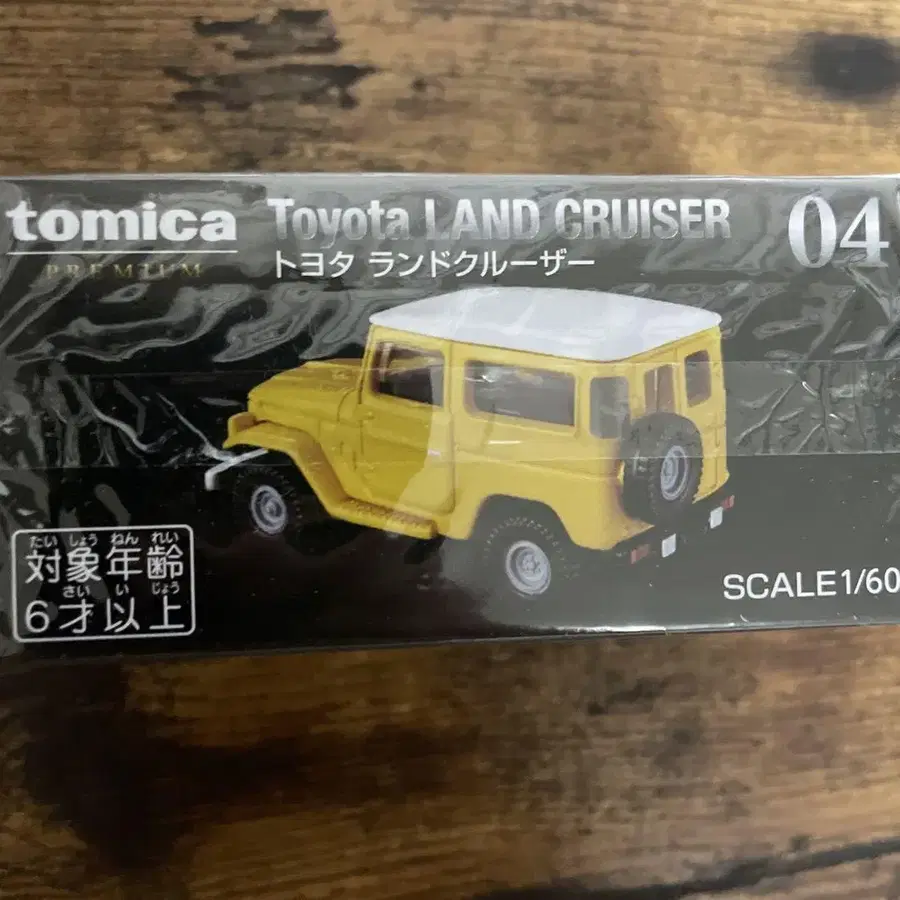 tomica
PREMIUM
Toyota LAND CRUISER
トヨタ ランドクルーザー
04
たい しょう ねん れい
対象年齢
さい い じょう
6才以上
SCALE1/60